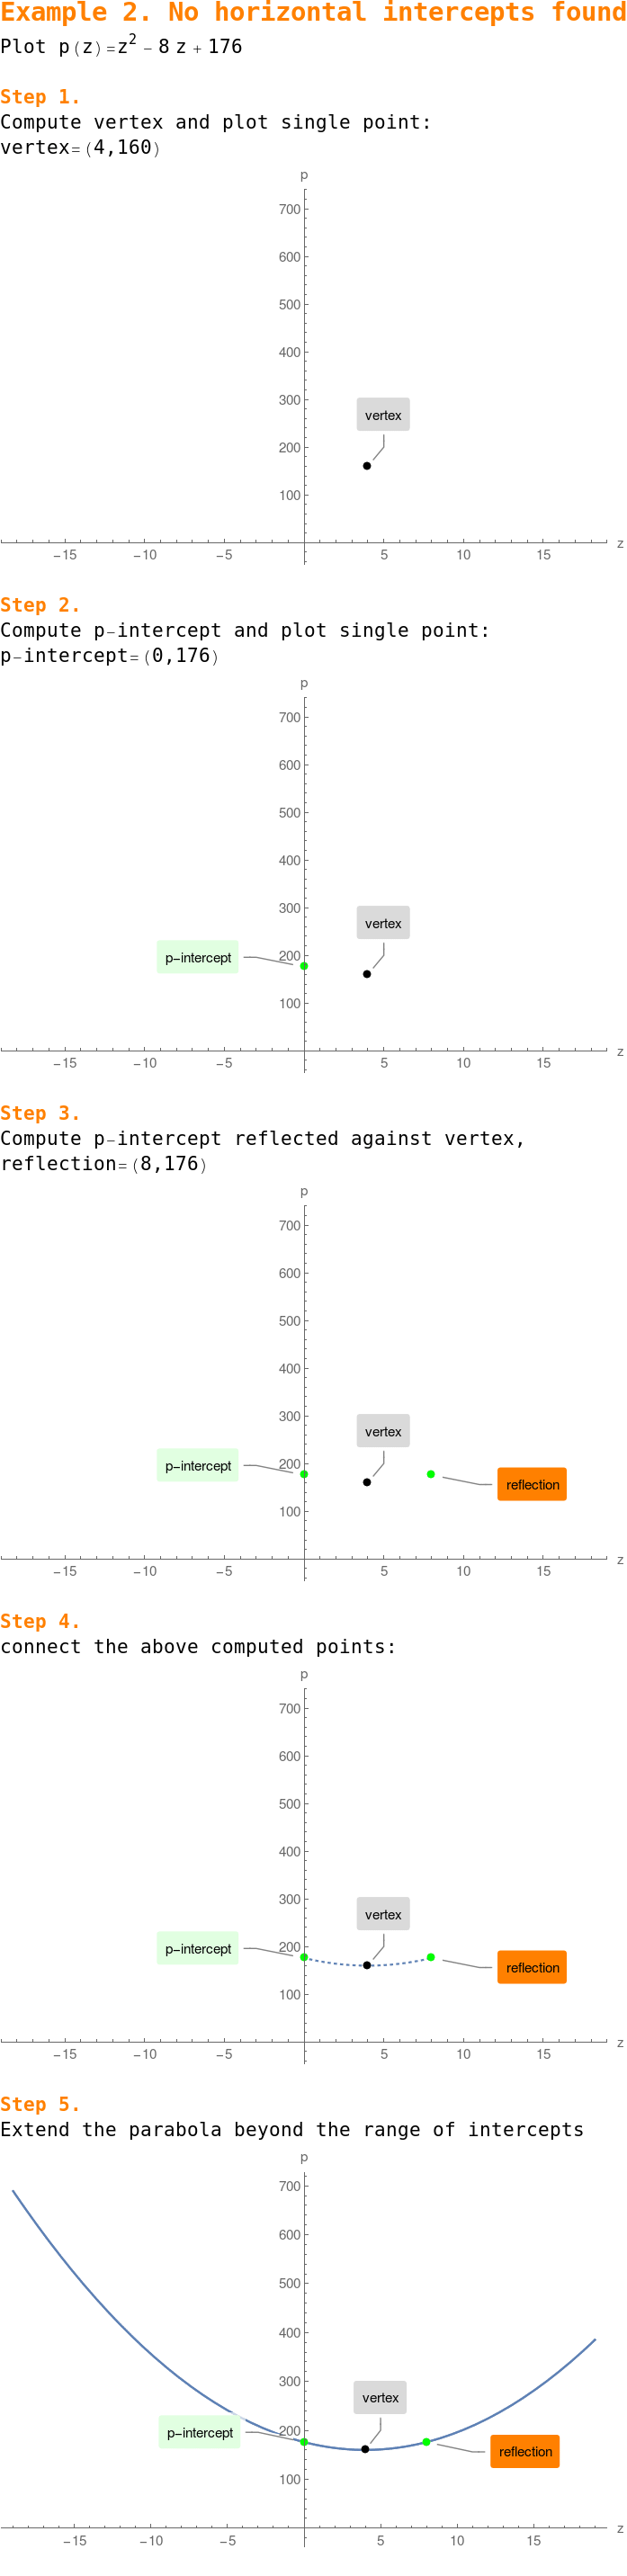 Example 2. No horizontal intercepts found
Plot p(z)=z² − 8 z + 176
Step 1.
Compute vertex and plot single point:
vertex=(4,160)
p
700
600
500
400
300
vertex
200
100
−15 −10 −5 5 10 15 z
Step 2.
Compute p−intercept and plot single point:
p−intercept=(0,176)
p
700
600
500
400
300
vertex
200
p−intercept
100
−15 −10 −5 5 10 15 z
Step 3.
Compute p−intercept reflected against vertex,
reflection=(8,176)
p
700
600
500
400
300
vertex
200
p−intercept
reflection
100
−15 −10 −5 5 10 15 z
Step 4.
connect the above computed points:
p
700
600
500
400
300
vertex
200
p−intercept
reflection
100
−15 −10 −5 5 10 15 z
Step 5.
Extend the parabola beyond the range of intercepts
p
700
600
500
400
300
vertex
200
p−intercept
reflection
100
−15 −10 −5 5 10 15 z